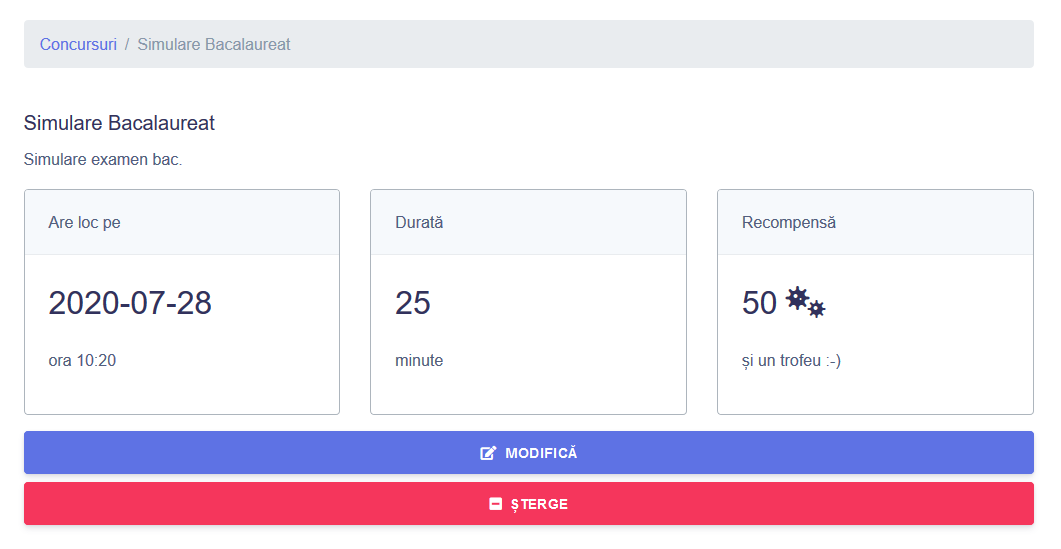 Concursuri / Simulare Bacalaureat
Simulare Bacalaureat
Simulare examen bac.
Are loc pe
2020-07-28
ora 10:20
Durată
25
minute
Recompensă
50
și un trofeu :-)
MODIFICĂ
ȘTERGE